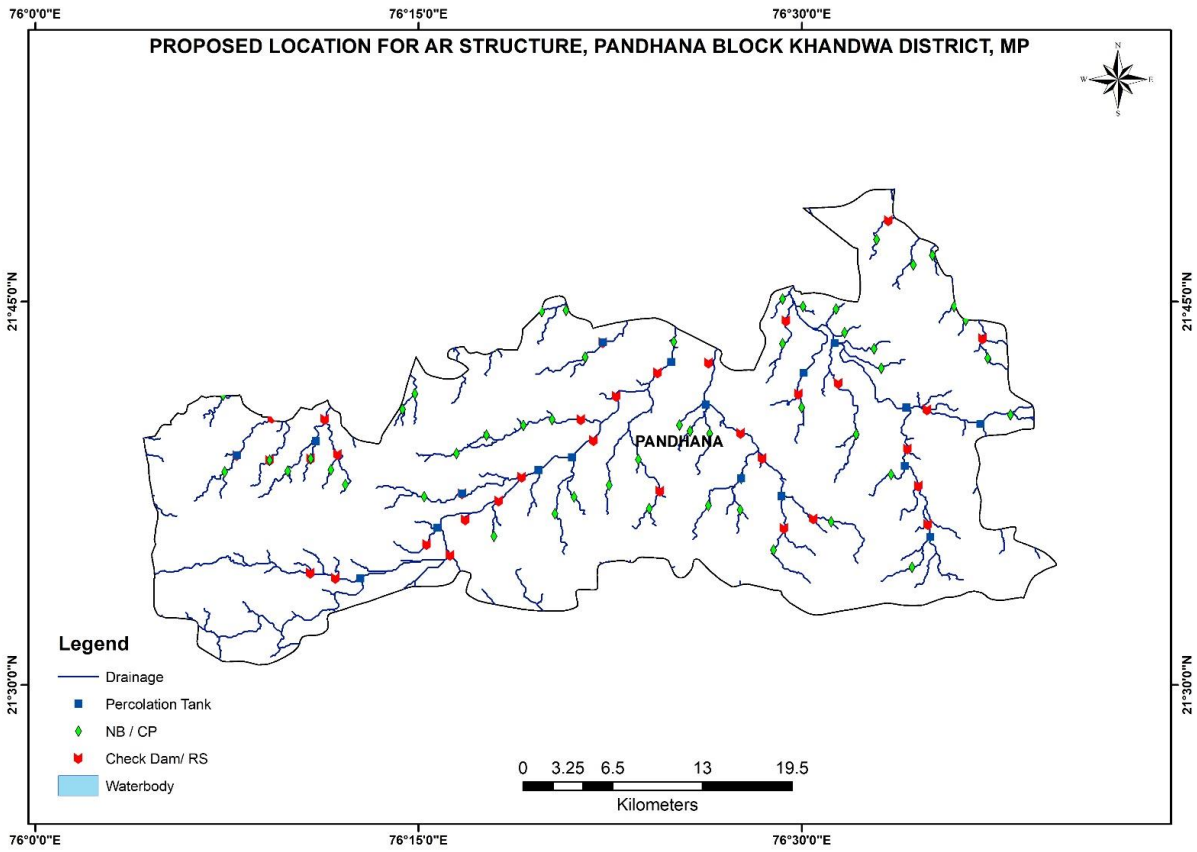 76°0'0"E 76°15'0"E 76°30'0"E
PROPOSED LOCATION FOR AR STRUCTURE, PANDHANA BLOCK KHANDWA DISTRICT, MP
N
W E
S
21°45'0"N 21°45'0"N
PANDHANA
Legend
Drainage
Percolation Tank
NB / CP
Check Dam/ RS
Waterbody
21°30'0"N 21°30'0"N
0 3.25 6.5 13 19.5
Kilometers
76°0'0"E 76°15'0"E 76°30'0"E